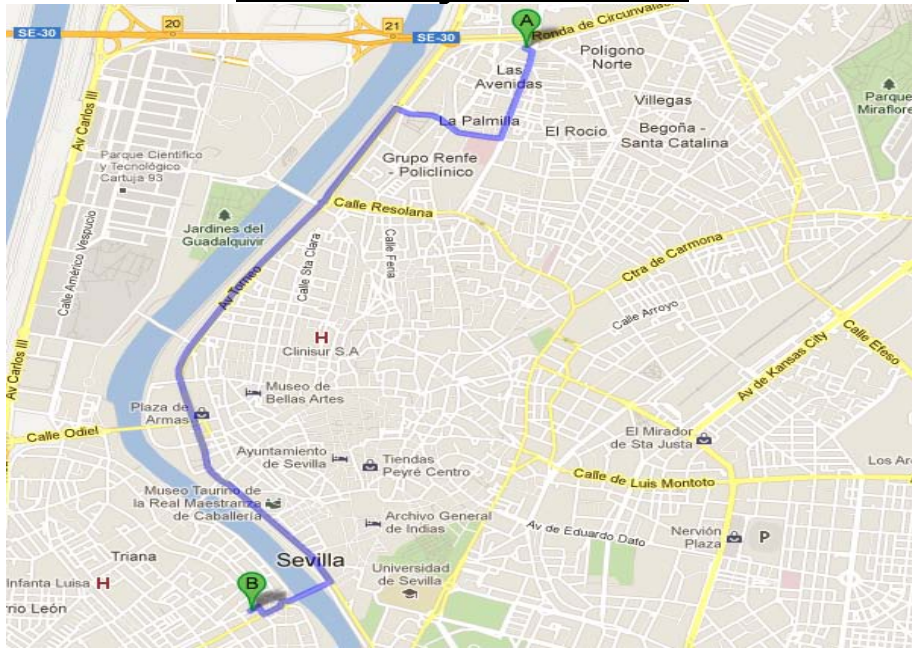 SE-30
20
21
SE-30
A
Ronda de Circunvalac
Polígono
Norte
Las
Avenidas
Villegas
Parque
Miraflore
La Palmilla
El Rocio
Begoña -
Santa Catalina
Av Carlos III
Parque Científico
y Tecnológico
Cartuja 93
Grupo Renfe
- Policlínico
Calle Resolana
Jardines del
Guadalquivir
Calle Américo Vespucio
Calle Sta Clara
Calle Feria
Ctra de Carmona
Av Torneo
Calle Arroyo
H
Clinisur S.A
Calle Efeso
Av de Kansas City
Av Carlos III
Museo de
Bellas Artes
Plaza de
Armas
Calle Odiel
El Mirador
de Sta Justa
Ayuntamiento
de Sevilla
Tiendas
Peyré Centro
Los Ar
Calle de Luis Montoto
Museo Taurino de
la Real Maestranza
de Caballería
Archivo General
de Indias
Av de Eduardo Dato
Nervión
Plaza
P
Triana
Sevilla
Universidad
de Sevilla
Infanta Luisa H
B
rrio León